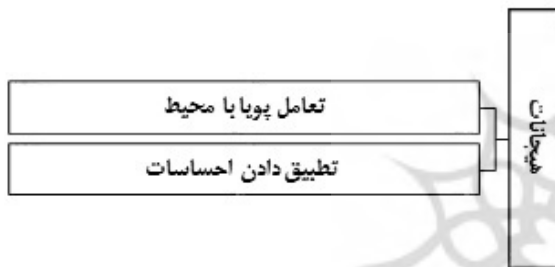 هیجانات
تعامل پویا با محیط
تطبیق دادن احساسات